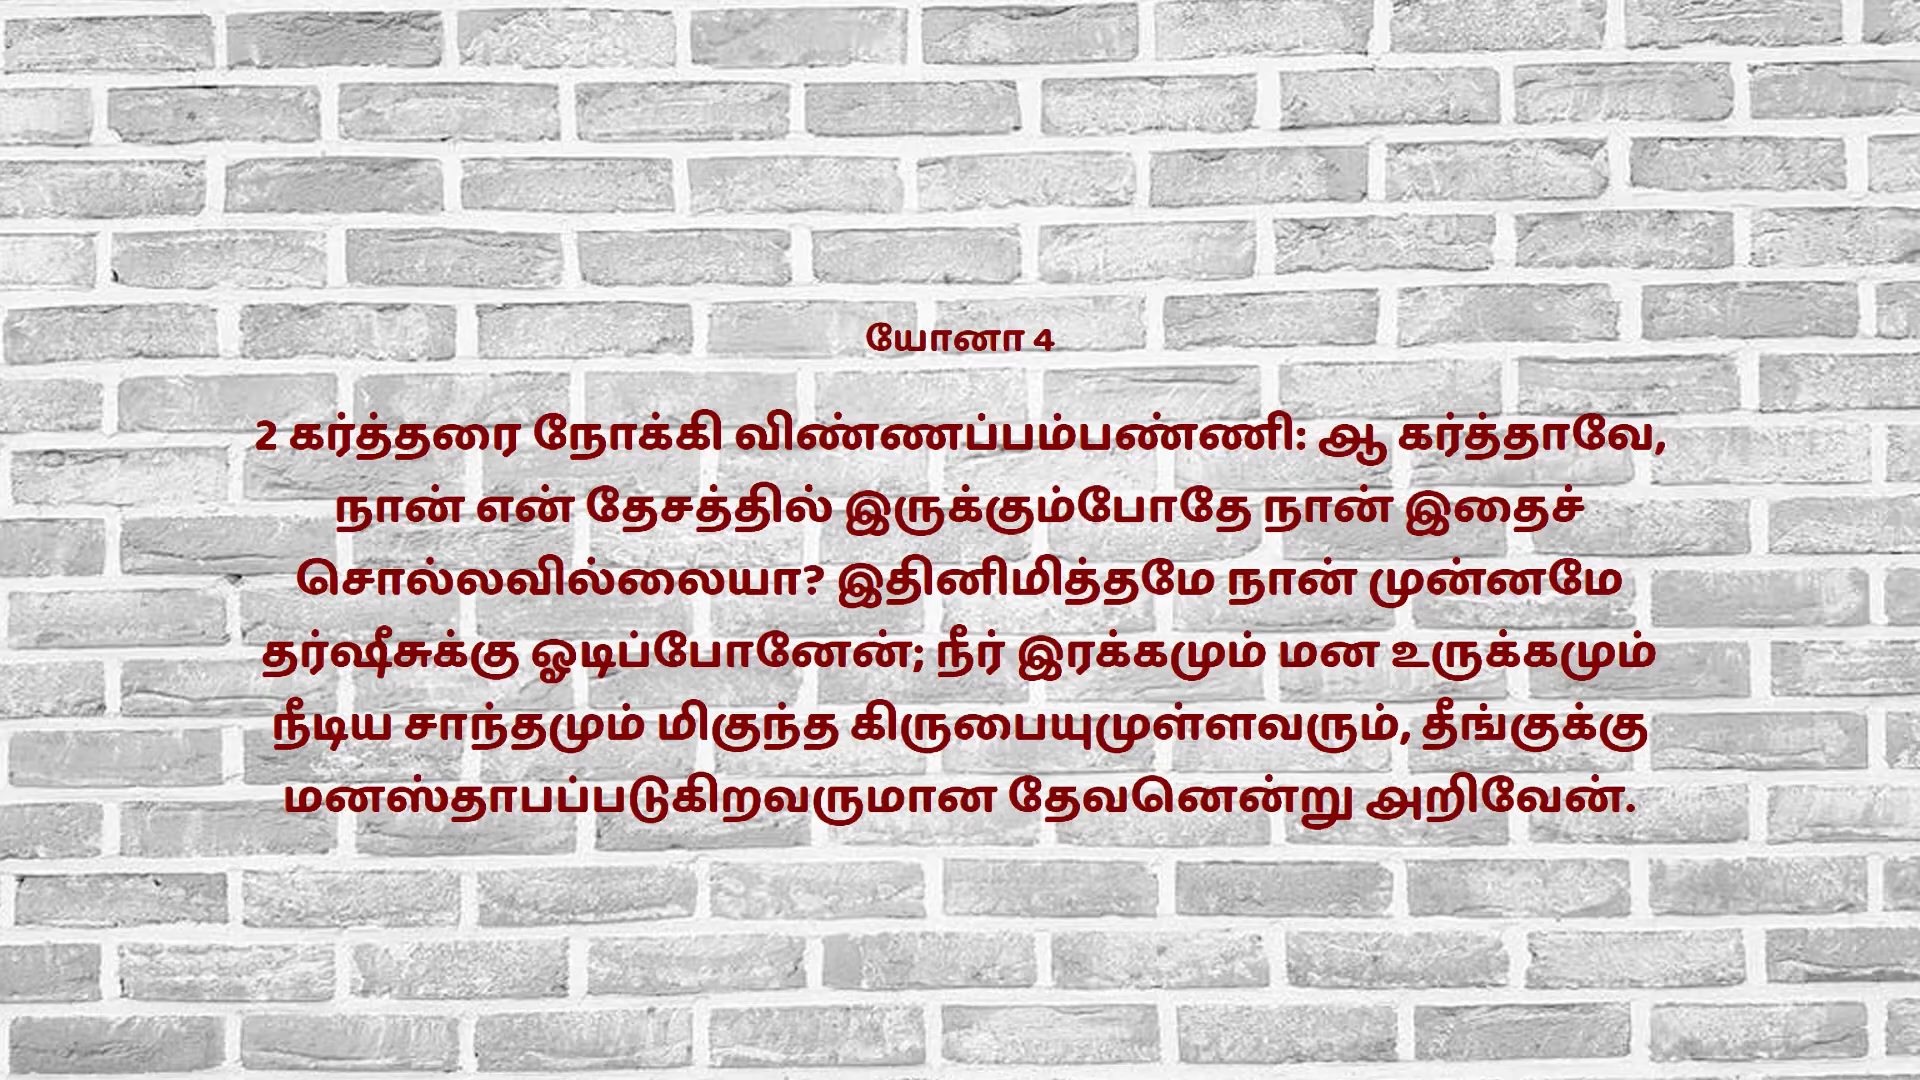 யோனா 4
2 கர்த்தரை நோக்கி விண்ணப்பம்பண்ணி: ஆ கர்த்தாவே,
நான் என் தேசத்தில் இருக்கும்போதே நான் இதைச்
சொல்லவில்லையா? இதினிமித்தமே நான் முன்னமே
தர்ஷீசுக்கு ஓடிப்போனேன்; நீர் இரக்கமும் மன உருக்கமும்
நீடிய சாந்தமும் மிகுந்த கிருபையுமுள்ளவரும், தீங்குக்கு
மனஸ்தாபப்படுகிறவருமான தேவனென்று அறிவேன்.